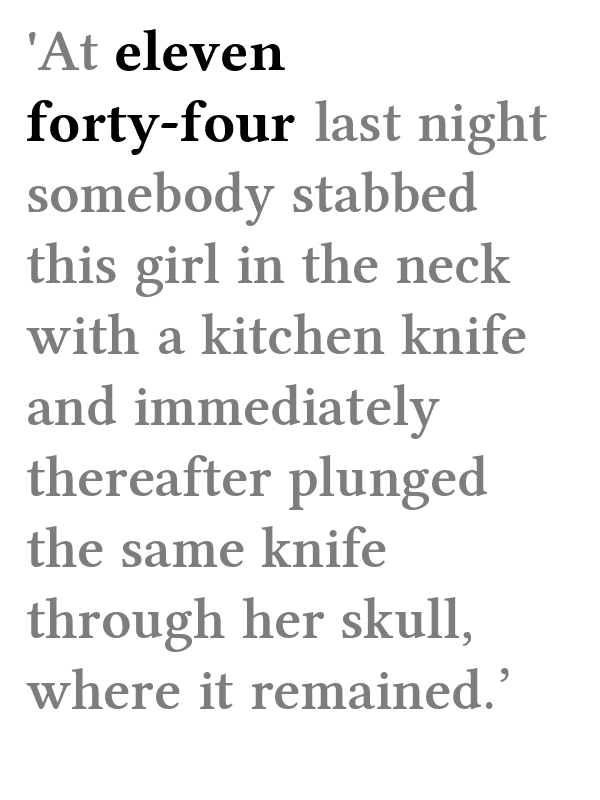 'At eleven
forty-four last night
somebody stabbed
this girl in the neck
with a kitchen knife
and immediately
thereafter plunged
the same knife
through her skull,
where it remained.’